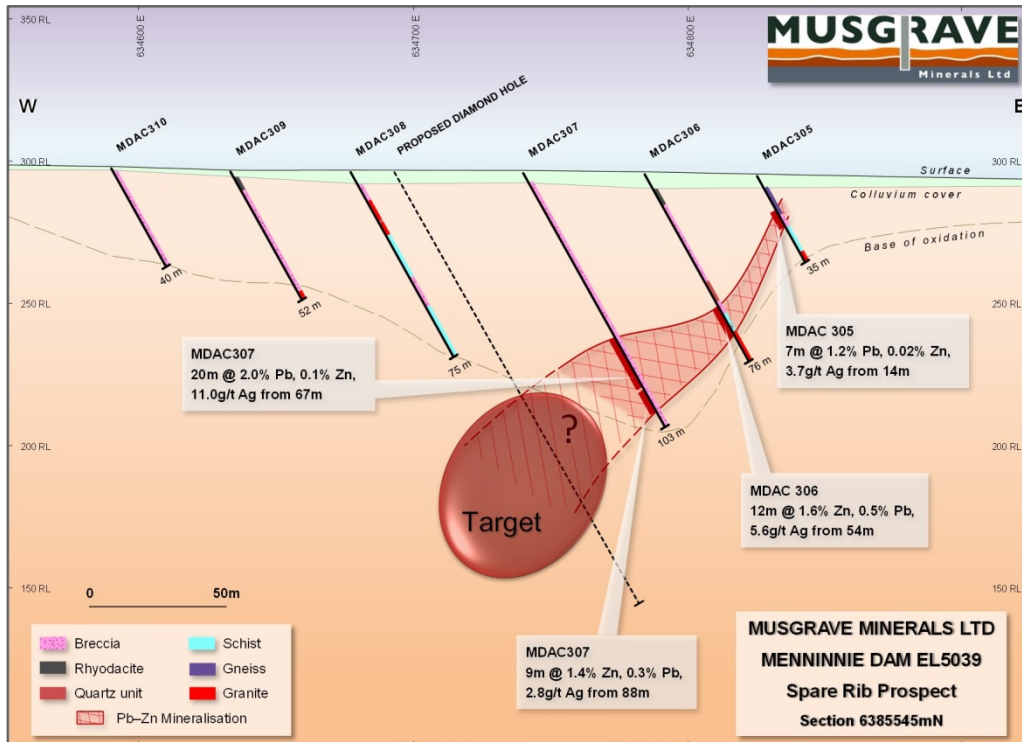 350 RL
634600 E
634700 E
634800 E
MUSGRAVE
Minerals Ltd
W
E
MDAC310
MDAC309
MDAC308
PROPOSED DIAMOND HOLE
MDAC307
MDAC306
MDAC305
300 RL
300 RL
Surface
Colluvium cover
Base of oxidation
40 m
52 m
75 m
103 m
76 m
35 m
250 RL
250 RL
MDAC307
20m @ 2.0% Pb, 0.1% Zn,
11.0g/t Ag from 67m
MDAC 305
7m @ 1.2% Pb, 0.02% Zn,
3.7g/t Ag from 14m
?
Target
200 RL
200 RL
MDAC 306
12m @ 1.6% Zn, 0.5% Pb,
5.6g/t Ag from 54m
150 RL
150 RL
0 50m
MDAC307
9m @ 1.4% Zn, 0.3% Pb,
2.8g/t Ag from 88m
Breccia
Rhyodacite
Quartz unit
Schist
Gneiss
Granite
Pb–Zn Mineralisation
MUSGRAVE MINERALS LTD
MENNINNIE DAM EL5039
Spare Rib Prospect
Section 6385545mN